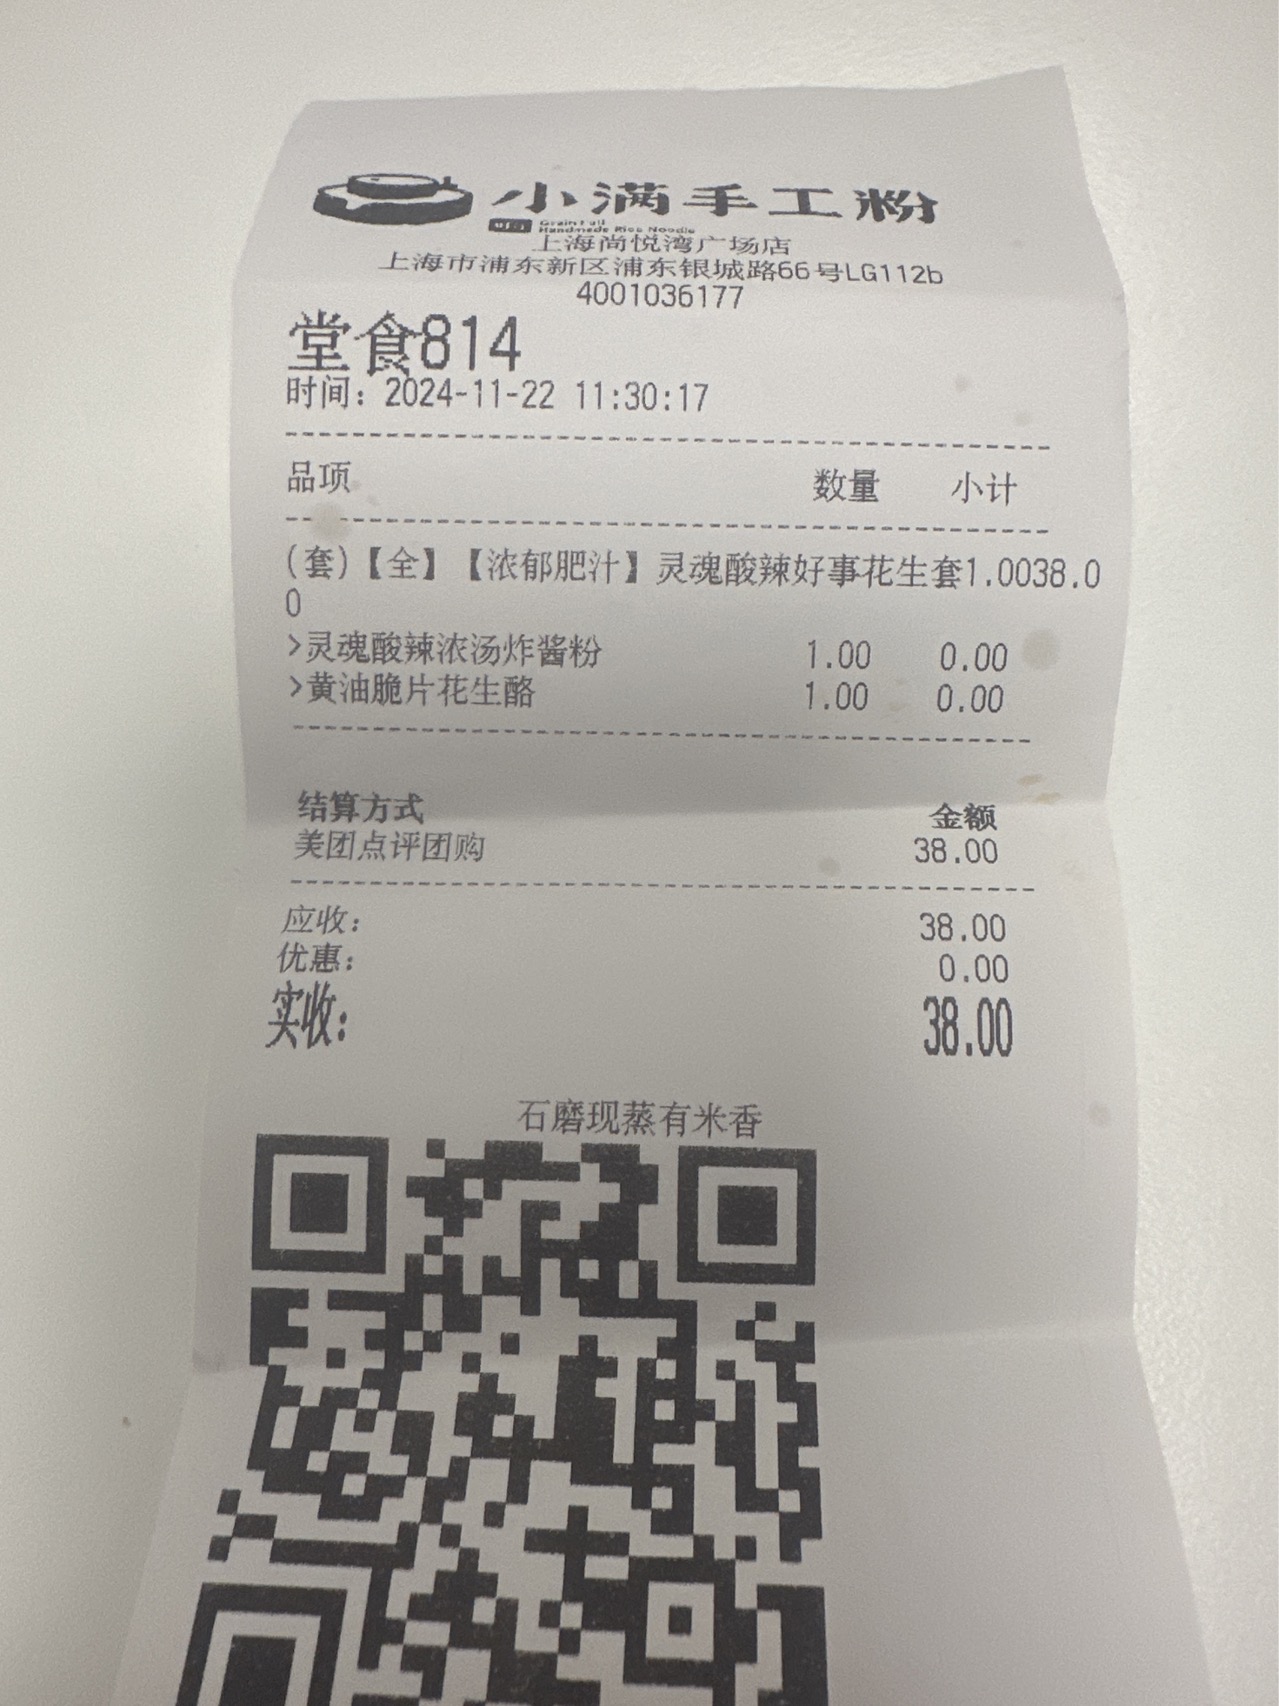 小满手工粉
Grain Full
Handmade Rice Noodle
上海尚悦湾广场店
上海市浦东新区浦东银城路66号LG112b
4001036177
堂食814
时间：2024-11-22 11:30:17
品项 数量 小计
(套)【全】【浓郁肥汁】灵魂酸辣好事花生套1.0038.0
0
>灵魂酸辣浓汤炸酱粉 1.00 0.00
>黄油脆片花生酪 1.00 0.00
结算方式 金额
美团点评团购 38.00
应收： 38.00
优惠： 0.00
实收： 38.00
石磨现蒸有米香